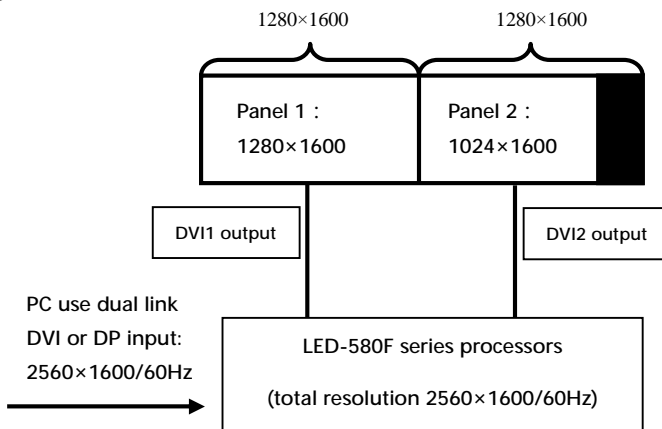 1280×1600
1280×1600
Panel 1 :
1280×1600
Panel 2 :
1024×1600
DVI1 output
DVI2 output
PC use dual link
DVI or DP input:
2560×1600/60Hz
LED-580F series processors
(total resolution 2560×1600/60Hz)